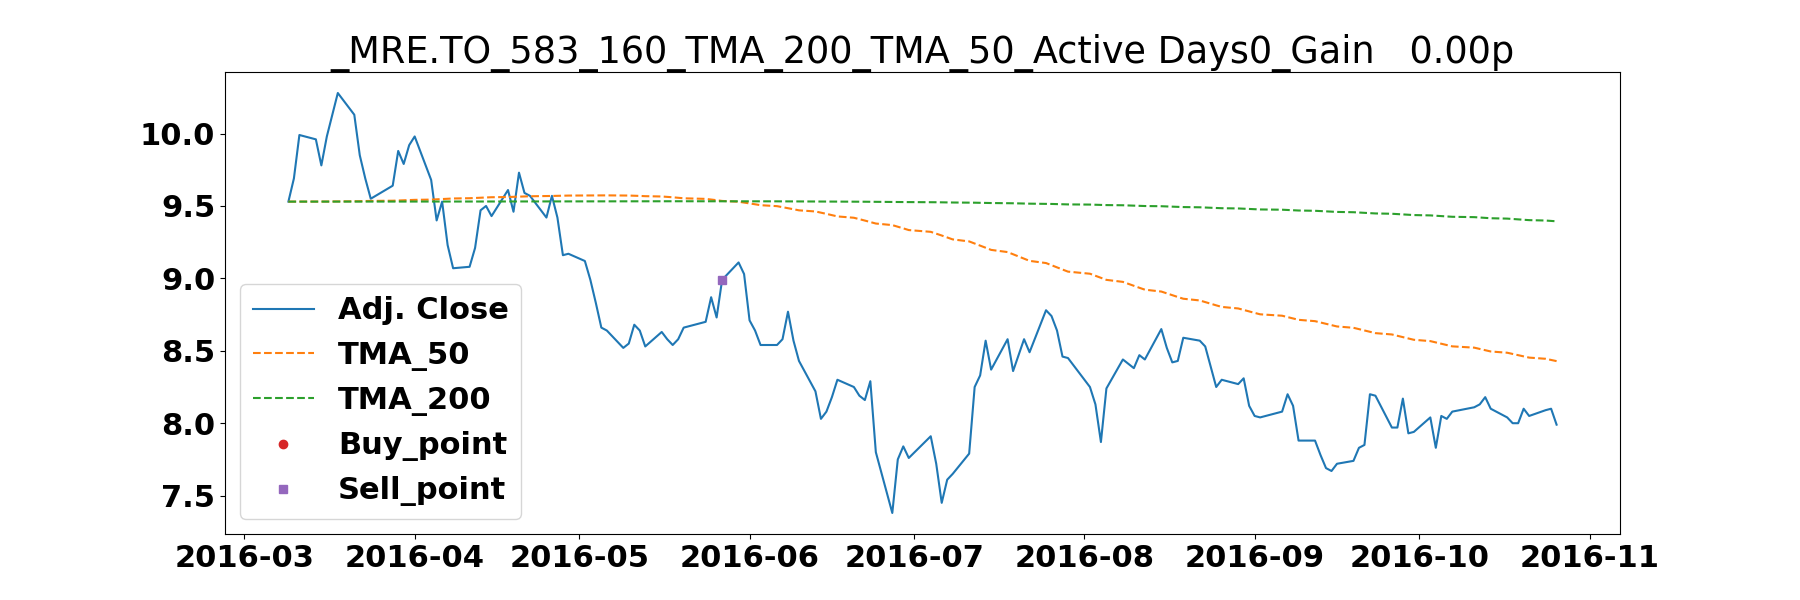 _MRE.TO_583_160_TMA_200_TMA_50_Active Days0_Gain   0.00p
10.0
9.5
9.0
8.5
8.0
7.5
Adj. Close
TMA_50
TMA_200
Buy_point
Sell_point
2016-03 2016-04 2016-05 2016-06 2016-07 2016-08 2016-09 2016-10 2016-11